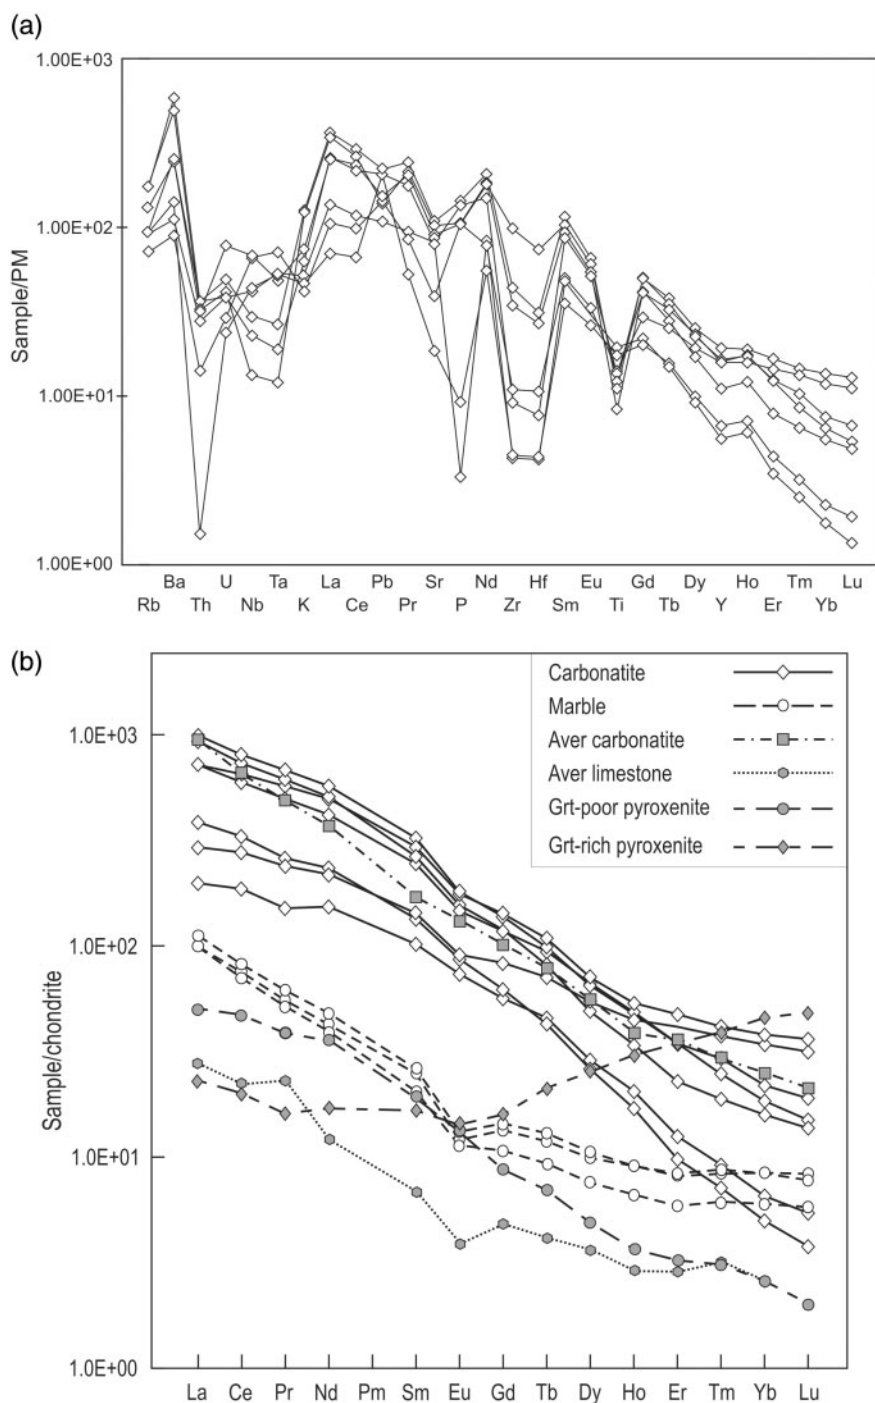 (a)
1.00E+03
1.00E+02
1.00E+01
1.00E+00
Sample/PM
Ba U Ta La Pb Sr Nd Hf Eu Gd Dy Ho Tm Lu
Rb Th Nb K Ce Pr P Zr Sm Ti Tb Y Er Yb
(b)
Carbonatite
Marble
Aver carbonatite
Aver limestone
Grt-poor pyroxenite
Grt-rich pyroxenite
1.0E+03
1.0E+02
1.0E+01
1.0E+00
Sample/chondrite
La Ce Pr Nd Pm Sm Eu Gd Tb Dy Ho Er Tm Yb Lu